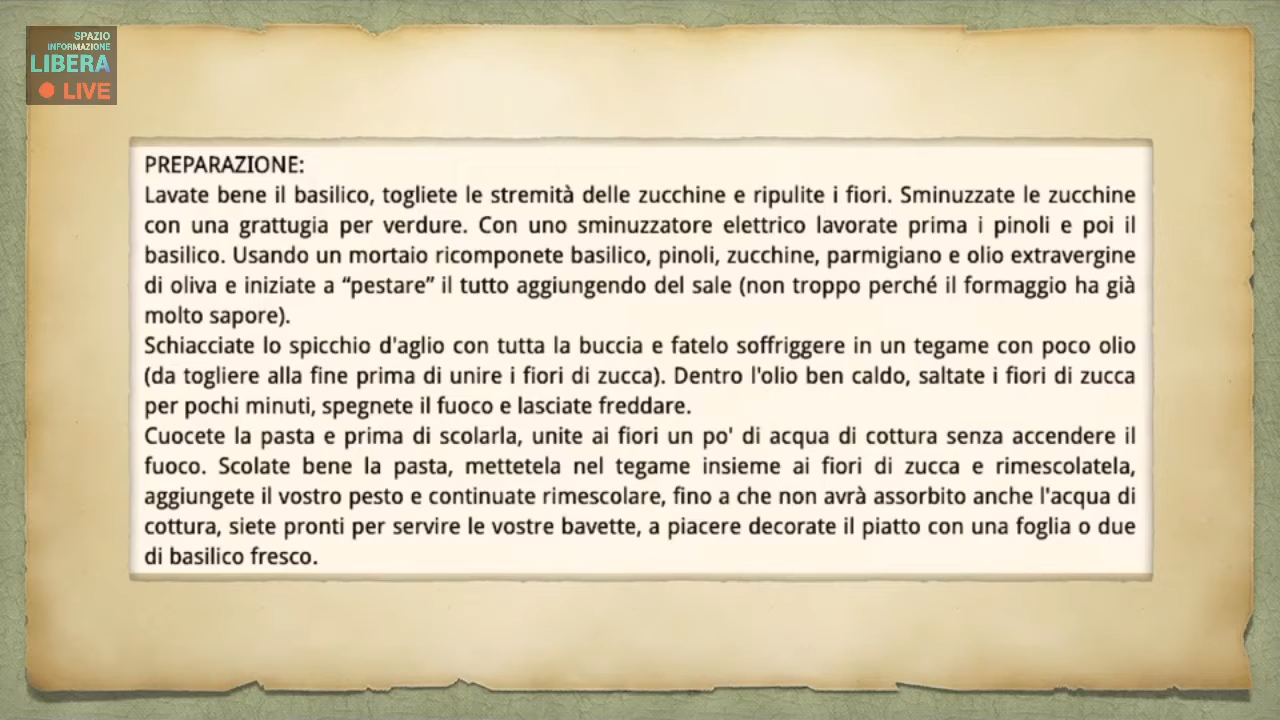 SPAZIO
INFORMAZIONE
LIBERA
LIVE
PREPARAZIONE:
Lavate bene il basilico, togliete le stremità delle zucchine e ripulite i fiori. Sminuzzate le zucchine
con una grattugia per verdure. Con uno sminuzzatore elettrico lavorate prima i pinoli e poi il
basilico. Usando un mortaio ricomponete basilico, pinoli, zucchine, parmigiano e olio extravergine
di oliva e iniziate a “pestare” il tutto aggiungendo del sale (non troppo perché il formaggio ha già
molto sapore).
Schiacciate lo spicchio d'aglio con tutta la buccia e fatelo soffriggere in un tegame con poco olio
(da togliere alla fine prima di unire i fiori di zucca). Dentro l'olio ben caldo, saltate i fiori di zucca
per pochi minuti, spegnete il fuoco e lasciate freddare.
Cuocete la pasta e prima di scolarla, unite ai fiori un po' di acqua di cottura senza accendere il
fuoco. Scolate bene la pasta, mettetela nel tegame insieme ai fiori di zucca e rimescolatela,
aggiungete il vostro pesto e continuate rimescolare, fino a che non avrà assorbito anche l'acqua di
cottura, siete pronti per servire le vostre bavette, a piacere decorate il piatto con una foglia o due
di basilico fresco.